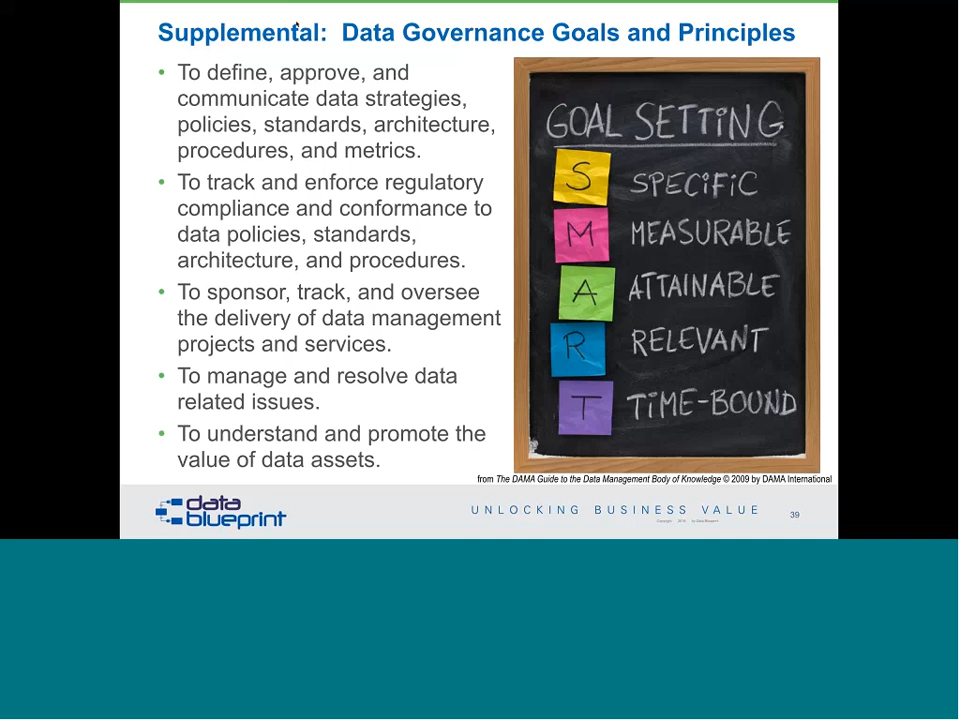 Supplemental: Data Governance Goals and Principles
• To define, approve, and
communicate data strategies,
policies, standards, architecture,
procedures, and metrics.
• To track and enforce regulatory
compliance and conformance to
data policies, standards,
architecture, and procedures.
• To sponsor, track, and oversee
the delivery of data management
projects and services.
• To manage and resolve data
related issues.
• To understand and promote the
value of data assets.
GOAL SETTING
S SPECIFIC
M MEASURABLE
A ATTAINABLE
R RELEVANT
T TIME-BOUND
from The DAMA Guide to the Data Management Body of Knowledge © 2009 by DAMA International
data
blueprint
UNLOCKING BUSINESS VALUE
39